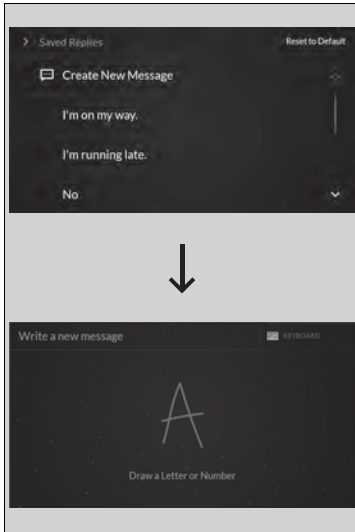 Saved Replies Reset to Default
Create New Message
I'm on my way.
I'm running late.
No
Write a new message KEYBOARD
A
Draw a Letter or Number